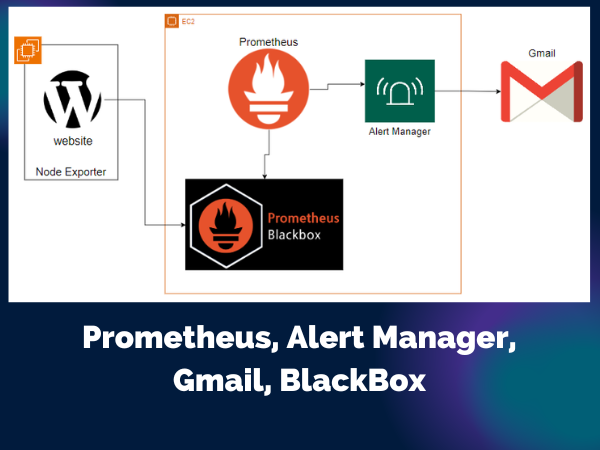 EC2
Prometheus
Gmail
website
Alert Manager
Node Exporter
Prometheus
Blackbox
Prometheus, Alert Manager,
Gmail, BlackBox